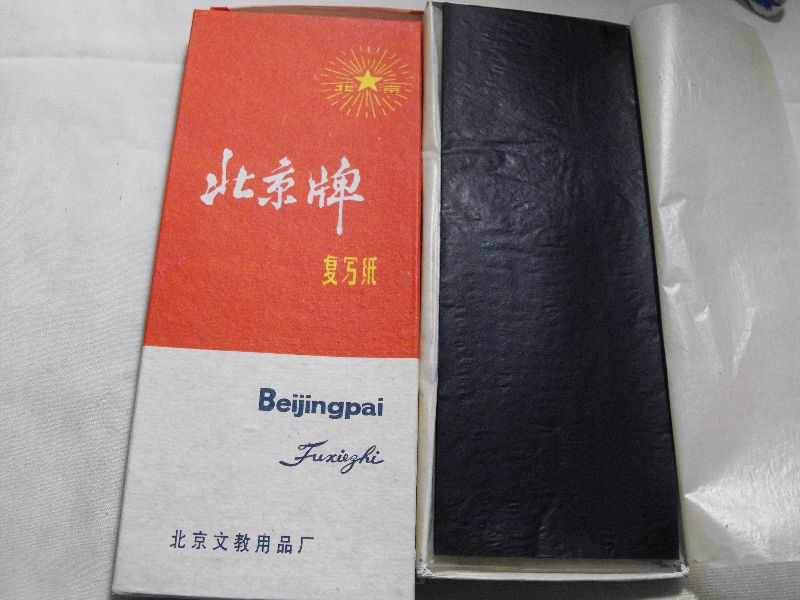 北京
北京牌
复写纸
Beijingpai
Fuxiezhi
北京文教用品厂